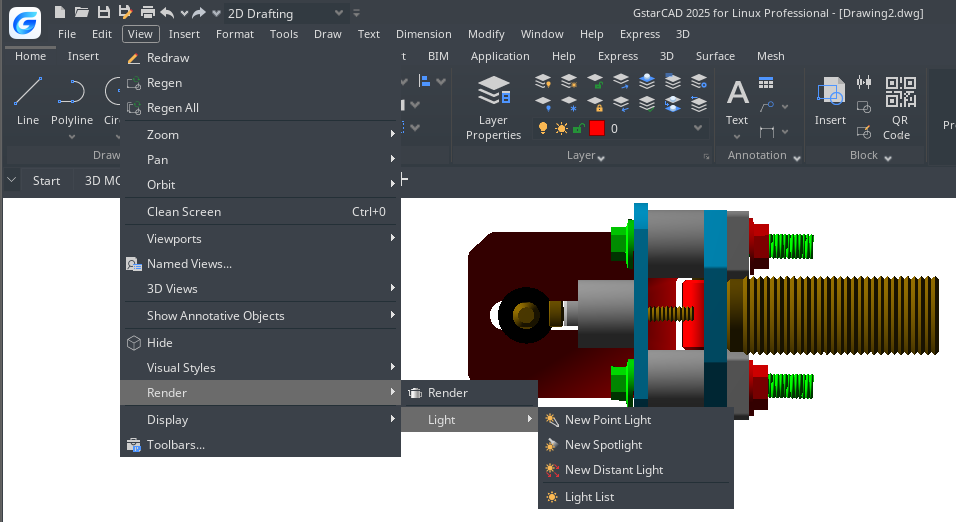 2D Drafting
GstarCAD 2025 for Linux Professional - [Drawing2.dwg]
File Edit View Insert Format Tools Draw Text Dimension Modify Window Help Express 3D
Home Insert t BIM Application Help Express 3D Surface Mesh
Line Polyline Circ
Layer Properties
0
Text
Insert
QR Code
Pr
Draw
Layer
Annotation
Block
Start 3D MO
Redraw
Regen
Regen All
Zoom
Pan
Orbit
Clean Screen Ctrl+0
Viewports
Named Views...
3D Views
Show Annotative Objects
Hide
Visual Styles
Render
Display
Toolbars...
Render
Light
New Point Light
New Spotlight
New Distant Light
Light List